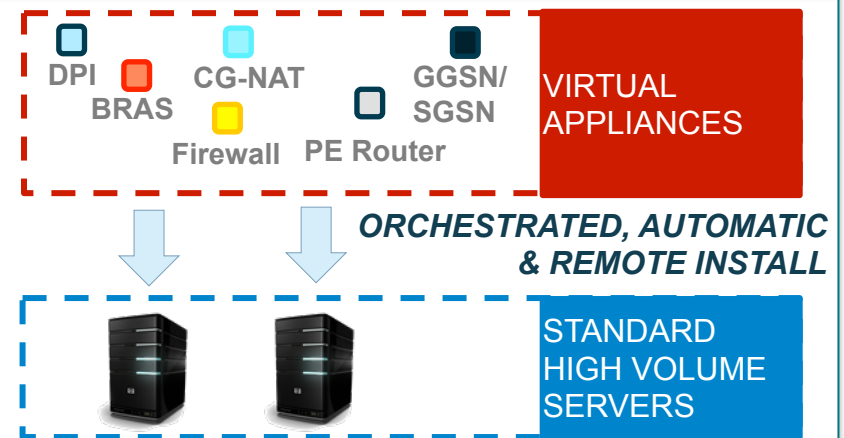 DPI
BRAS
CG-NAT
Firewall
PE Router
GGSN/
SGSN
VIRTUAL
APPLIANCES
ORCHESTRATED, AUTOMATIC
& REMOTE INSTALL
STANDARD
HIGH VOLUME
SERVERS